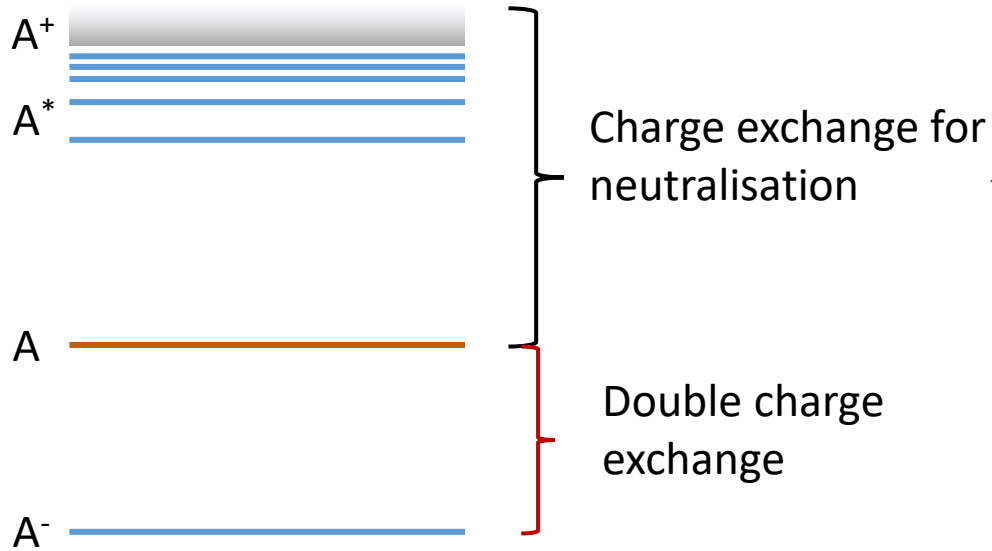 A⁺
A*
Charge exchange for
neutralisation
A
Double charge
exchange
A⁻